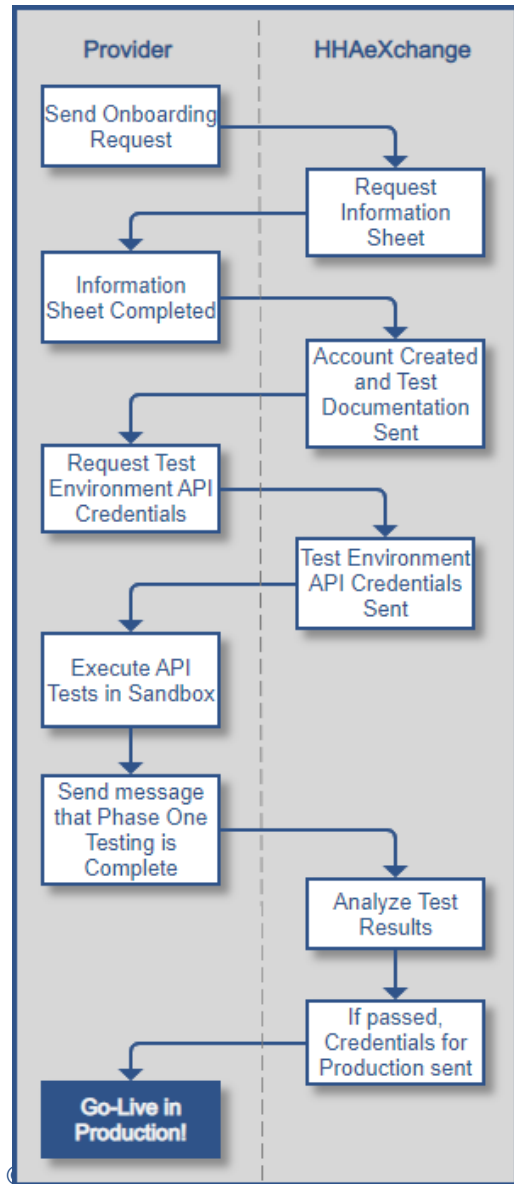 Provider
HHAeXchange
Send Onboarding
Request
Request
Information
Sheet
Information
Sheet Completed
Account Created
and Test
Documentation
Sent
Request Test
Environment API
Credentials
Test Environment
API Credentials
Sent
Execute API
Tests in Sandbox
Send message
that Phase One
Testing is
Complete
Analyze Test
Results
If passed,
Credentials for
Production sent
Go-Live in
Production!